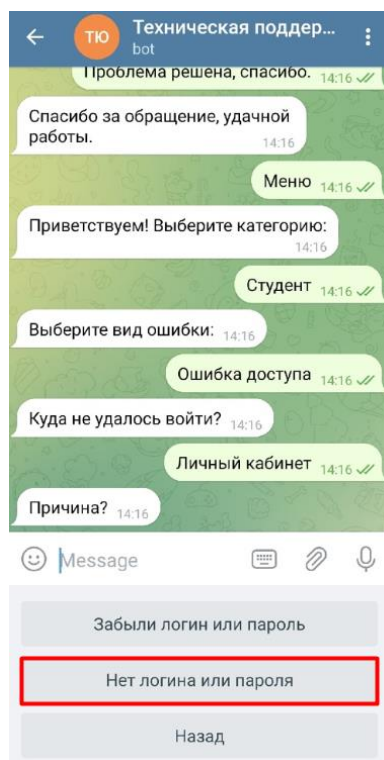 ТЮ
Техническая поддер...
bot
Проблема решена, спасибо. 14:16
Спасибо за обращение, удачной
работы. 14:16
Меню 14:16
Приветствуем! Выберите категорию:
14:16
Студент 14:16
Выберите вид ошибки: 14:16
Ошибка доступа 14:16
Куда не удалось войти? 14:16
Личный кабинет 14:16
Причина? 14:16
Message
Забыли логин или пароль
Нет логина или пароля
Назад